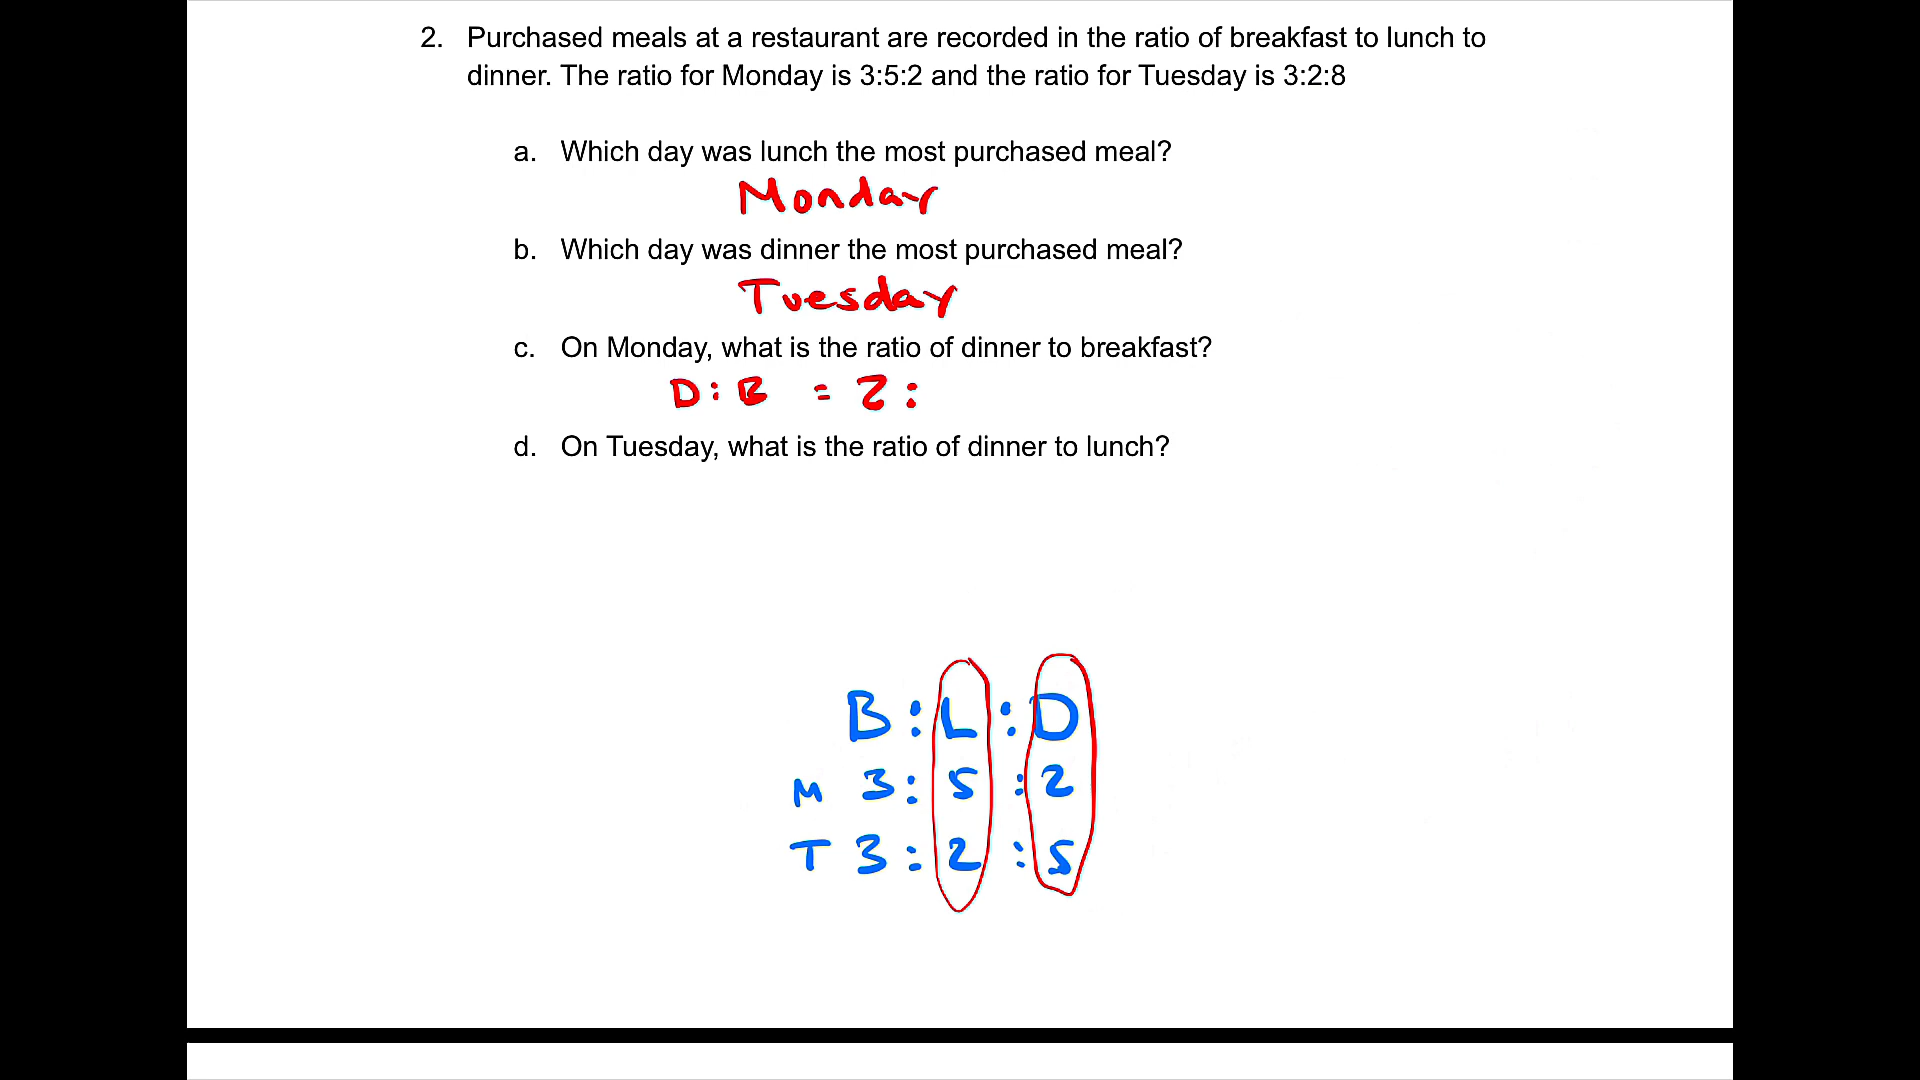 2. Purchased meals at a restaurant are recorded in the ratio of breakfast to lunch to
dinner. The ratio for Monday is 3:5:2 and the ratio for Tuesday is 3:2:8
a. Which day was lunch the most purchased meal?
Monday
b. Which day was dinner the most purchased meal?
Tuesday
c. On Monday, what is the ratio of dinner to breakfast?
D:B = 2:
d. On Tuesday, what is the ratio of dinner to lunch?
B:L:D
M 3:5:2
T 3:2:5